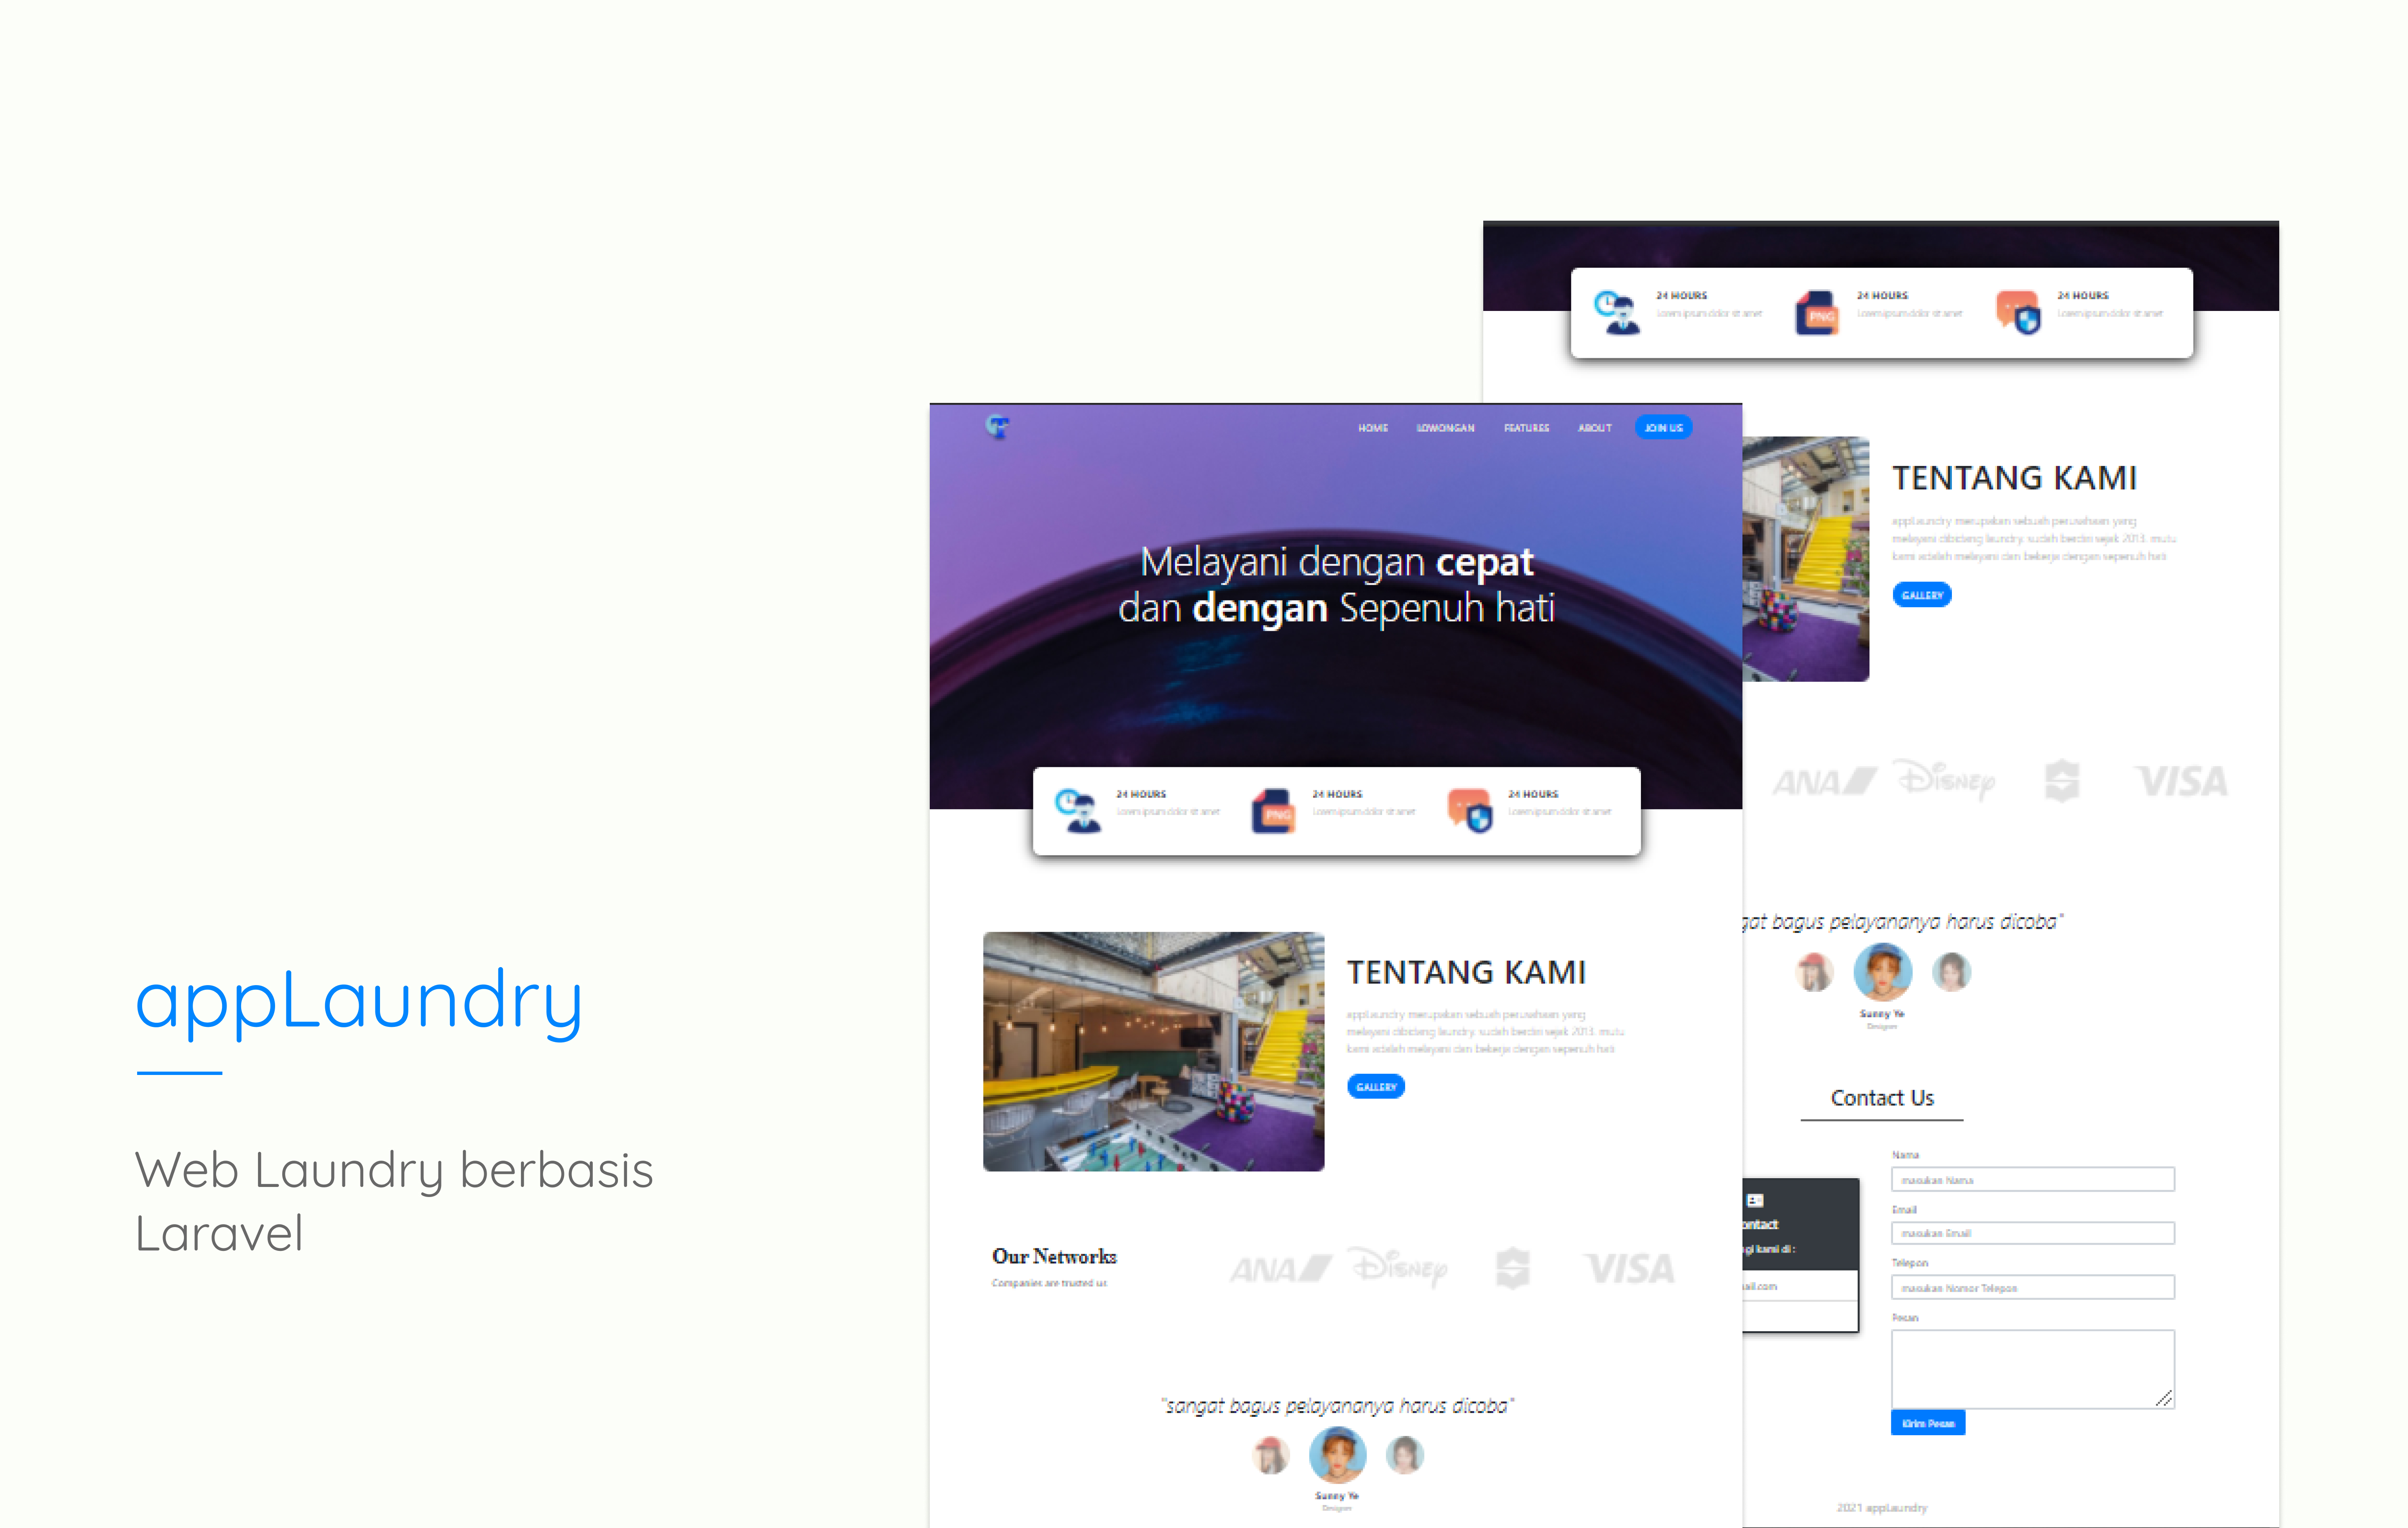 appLaundry
Web Laundry berbasis
Laravel
HOME LOWONGAN FEATURES ABOUT JOIN US
Melayani dengan cepat
dan dengan Sepenuh hati
24 HOURS
Lorem ipsum dolor sit amet
PNG
24 HOURS
Lorem ipsum dolor sit amet
24 HOURS
Lorem ipsum dolor sit amet
TENTANG KAMI
appLaundry merupakan sebuah perusahaan yang
melayani dibidang laundry. sudah berdiri sejak 2013. mutu
kami adalah melayani dan bekerja dengan sepenuh hati
GALLERY
Our Networks
Companies are trusted us
ANA Disney VISA
"sangat bagus pelayananya harus dicoba"
Sunny Ye
Designer
24 HOURS
Lorem ipsum dolor sit amet
PNG
24 HOURS
Lorem ipsum dolor sit amet
24 HOURS
Lorem ipsum dolor sit amet
TENTANG KAMI
appLaundry merupakan sebuah perusahaan yang
melayani dibidang laundry. sudah berdiri sejak 2013. mutu
kami adalah melayani dan bekerja dengan sepenuh hati
GALLERY
ANA Disney VISA
gat bagus pelayananya harus dicoba"
Sunny Ye
Designer
Contact Us
ontact
gi kami di :
ail.com
Nama
masukan Nama
Email
masukan Email
Telepon
masukan Nomor Telepon
Pesan
Kirim Pesan
2021 appLaundry